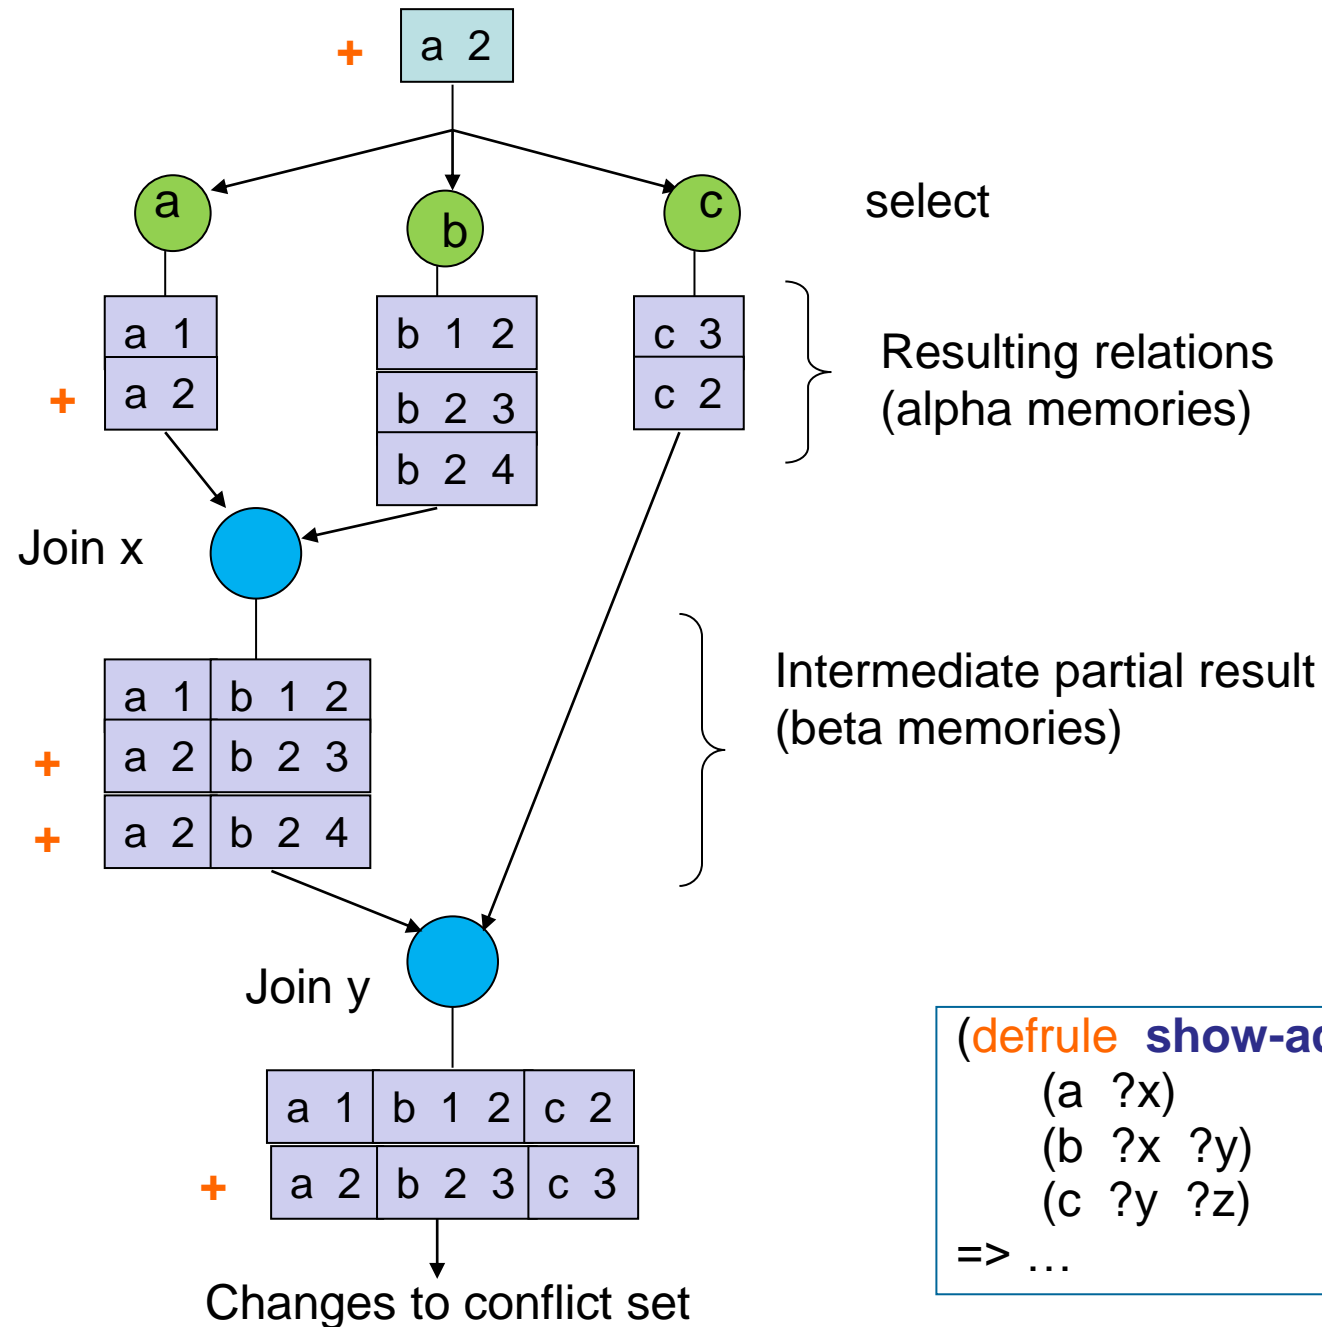 + a 2
a
b
c
select
a 1
+ a 2
b 1 2
b 2 3
b 2 4
c 3
c 2
Resulting relations
(alpha memories)
Join x
a 1 b 1 2
+ a 2 b 2 3
+ a 2 b 2 4
Intermediate partial result
(beta memories)
Join y
a 1 b 1 2 c 2
+ a 2 b 2 3 c 3
Changes to conflict set
(defrule
(a ?x)
(b ?x ?y)
(c ?y ?z)
=> …